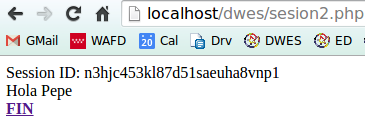 localhost/dwes/sesion2.php
GMail WAFD 20 Cal Drv DWES ED
Session ID: n3hjc453kl87d51saeuha8vnp1
Hola Pepe
FIN